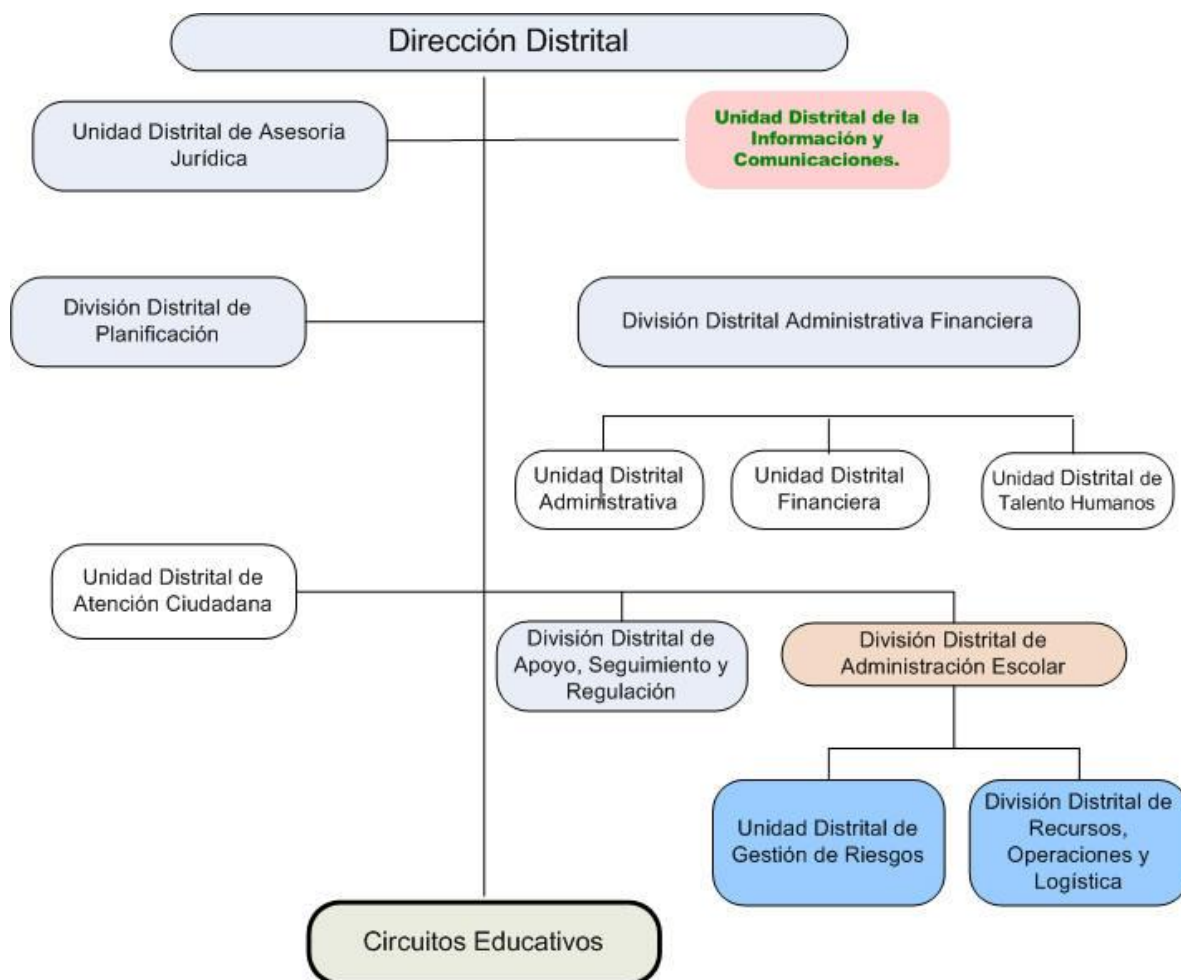 Dirección Distrital
Unidad Distrital de Asesoría
Jurídica
Unidad Distrital de la
Información y
Comunicaciones.
División Distrital de
Planificación
División Distrital Administrativa Financiera
Unidad Distrital
Administrativa
Unidad Distrital
Financiera
Unidad Distrital de
Talento Humanos
Unidad Distrital de
Atención Ciudadana
División Distrital de
Apoyo, Seguimiento y
Regulación
División Distrital de
Administración Escolar
Unidad Distrital de
Gestión de Riesgos
División Distrital de
Recursos,
Operaciones y
Logística
Circuitos Educativos